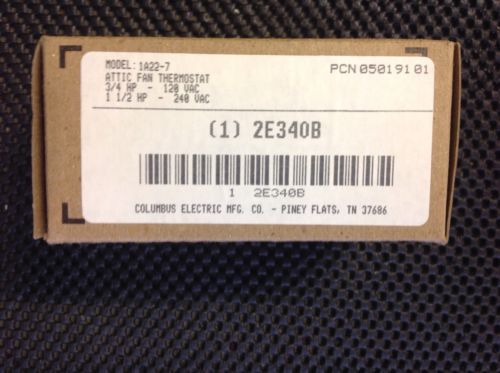 MODEL: 1A22-7
ATTIC FAN THERMOSTAT
3/4 HP - 120 VAC
1 1/2 HP - 240 VAC
PCN 05019101
(1) 2E340B
1 2E340B
COLUMBUS ELECTRIC MFG. CO. - PINEY FLATS, TN 37686